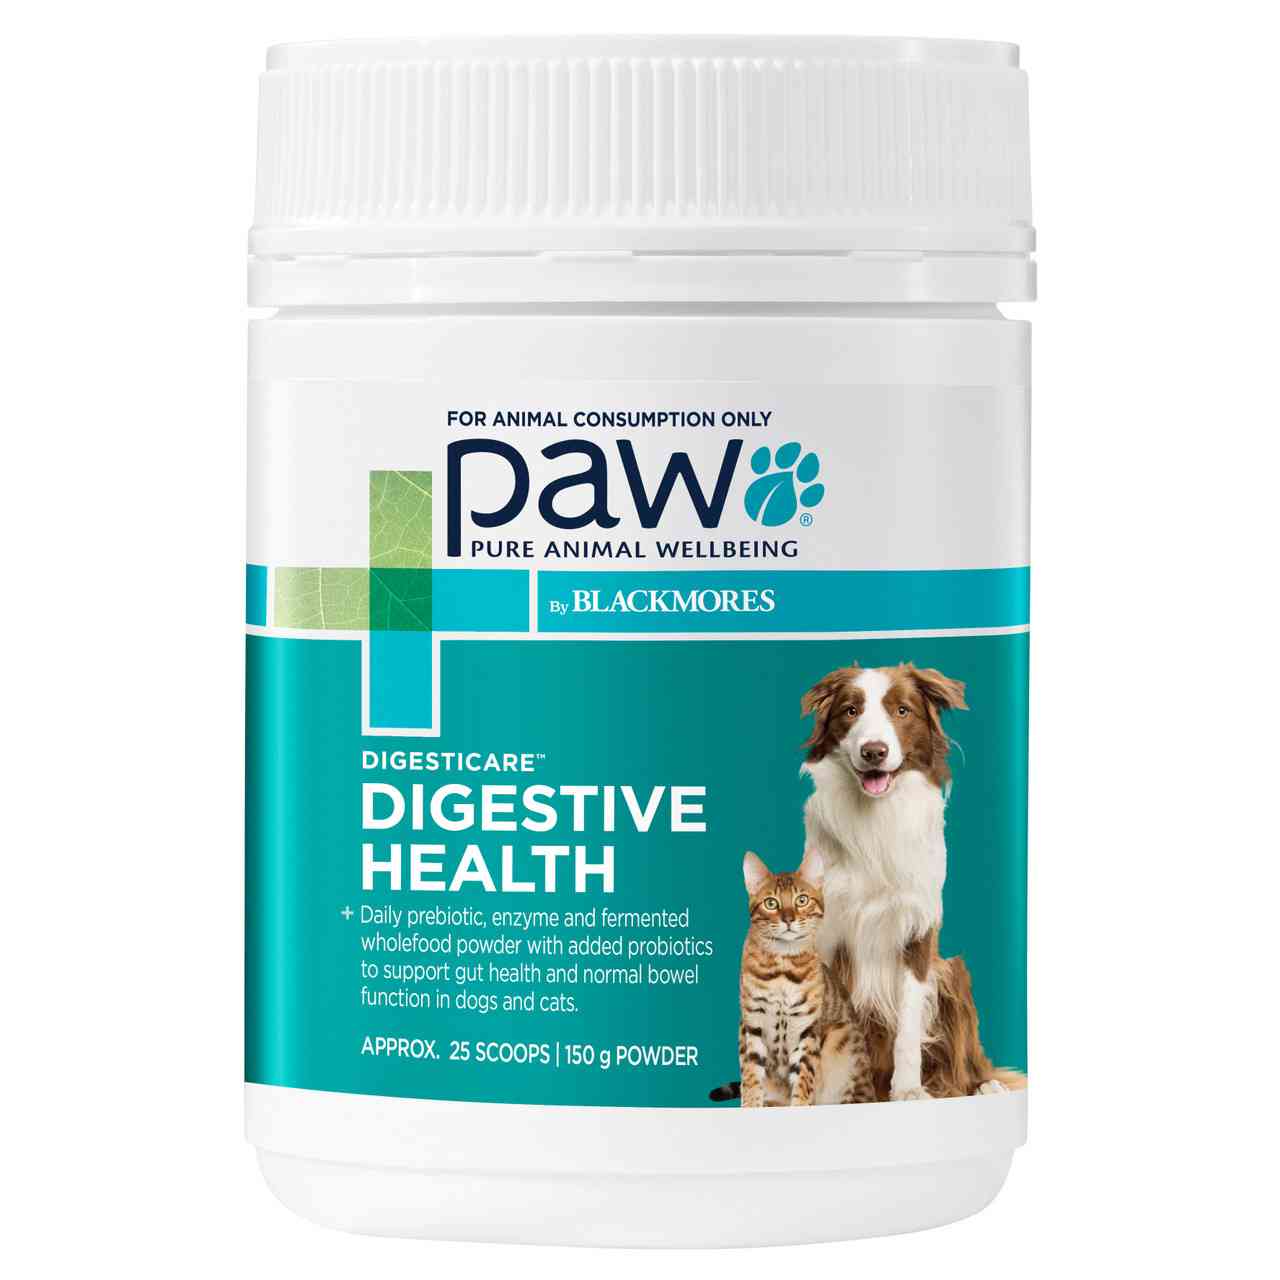 FOR ANIMAL CONSUMPTION ONLY
paw®
PURE ANIMAL WELLBEING
By BLACKMORES
DIGESTICARE™
DIGESTIVE
HEALTH
+ Daily prebiotic, enzyme and fermented
wholefood powder with added probiotics
to support gut health and normal bowel
function in dogs and cats.
APPROX. 25 SCOOPS | 150 g POWDER